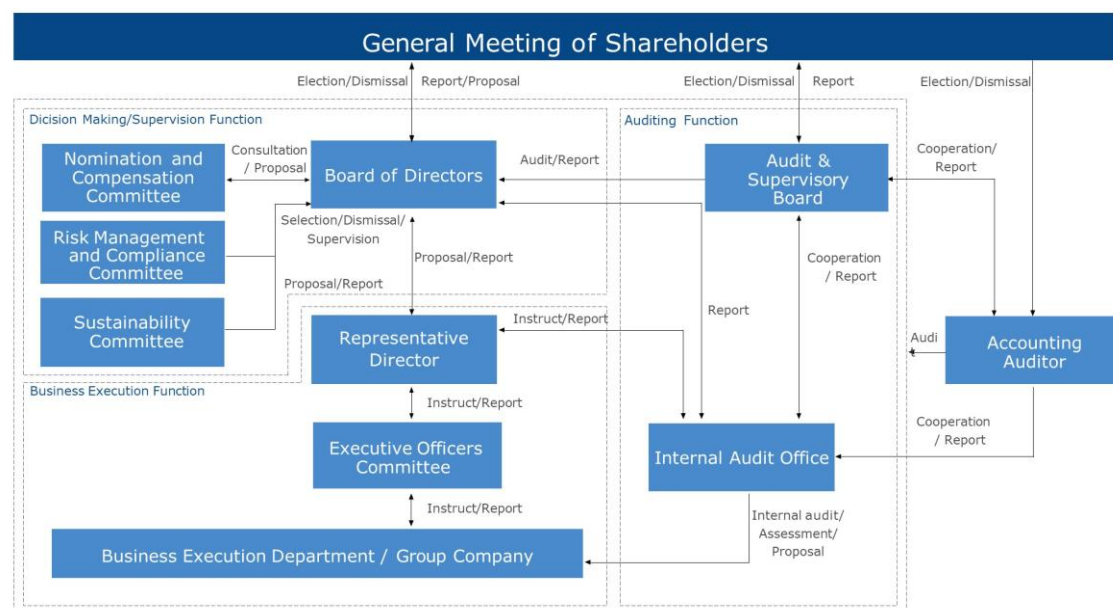 General Meeting of Shareholders
Election/Dismissal
Report/Proposal
Election/Dismissal
Report
Election/Dismissal
Dicision Making/Supervision Function
Auditing Function
Nomination and
Compensation
Committee
Consultation
/ Proposal
Board of Directors
Audit/Report
Audit &
Supervisory
Board
Cooperation/
Report
Risk Management
and Compliance
Committee
Selection/Dismissal/
Supervision
Proposal/Report
Cooperation
/ Report
Proposal/Report
Sustainability
Committee
Representative
Director
Instruct/Report
Report
Audi
t
Accounting
Auditor
Business Execution Function
Instruct/Report
Executive Officers
Committee
Internal Audit Office
Cooperation
/ Report
Instruct/Report
Internal audit/
Assessment/
Proposal
Business Execution Department / Group Company